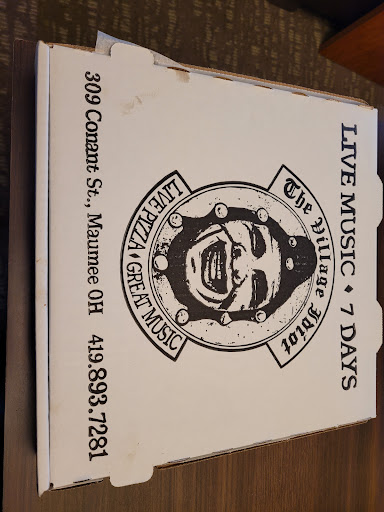 LIVE MUSIC ♦ 7 DAYS
The Village Idiot
LIVE PIZZA ♦ GREAT MUSIC
309 Conant St., Maumee OH 419.893.7281